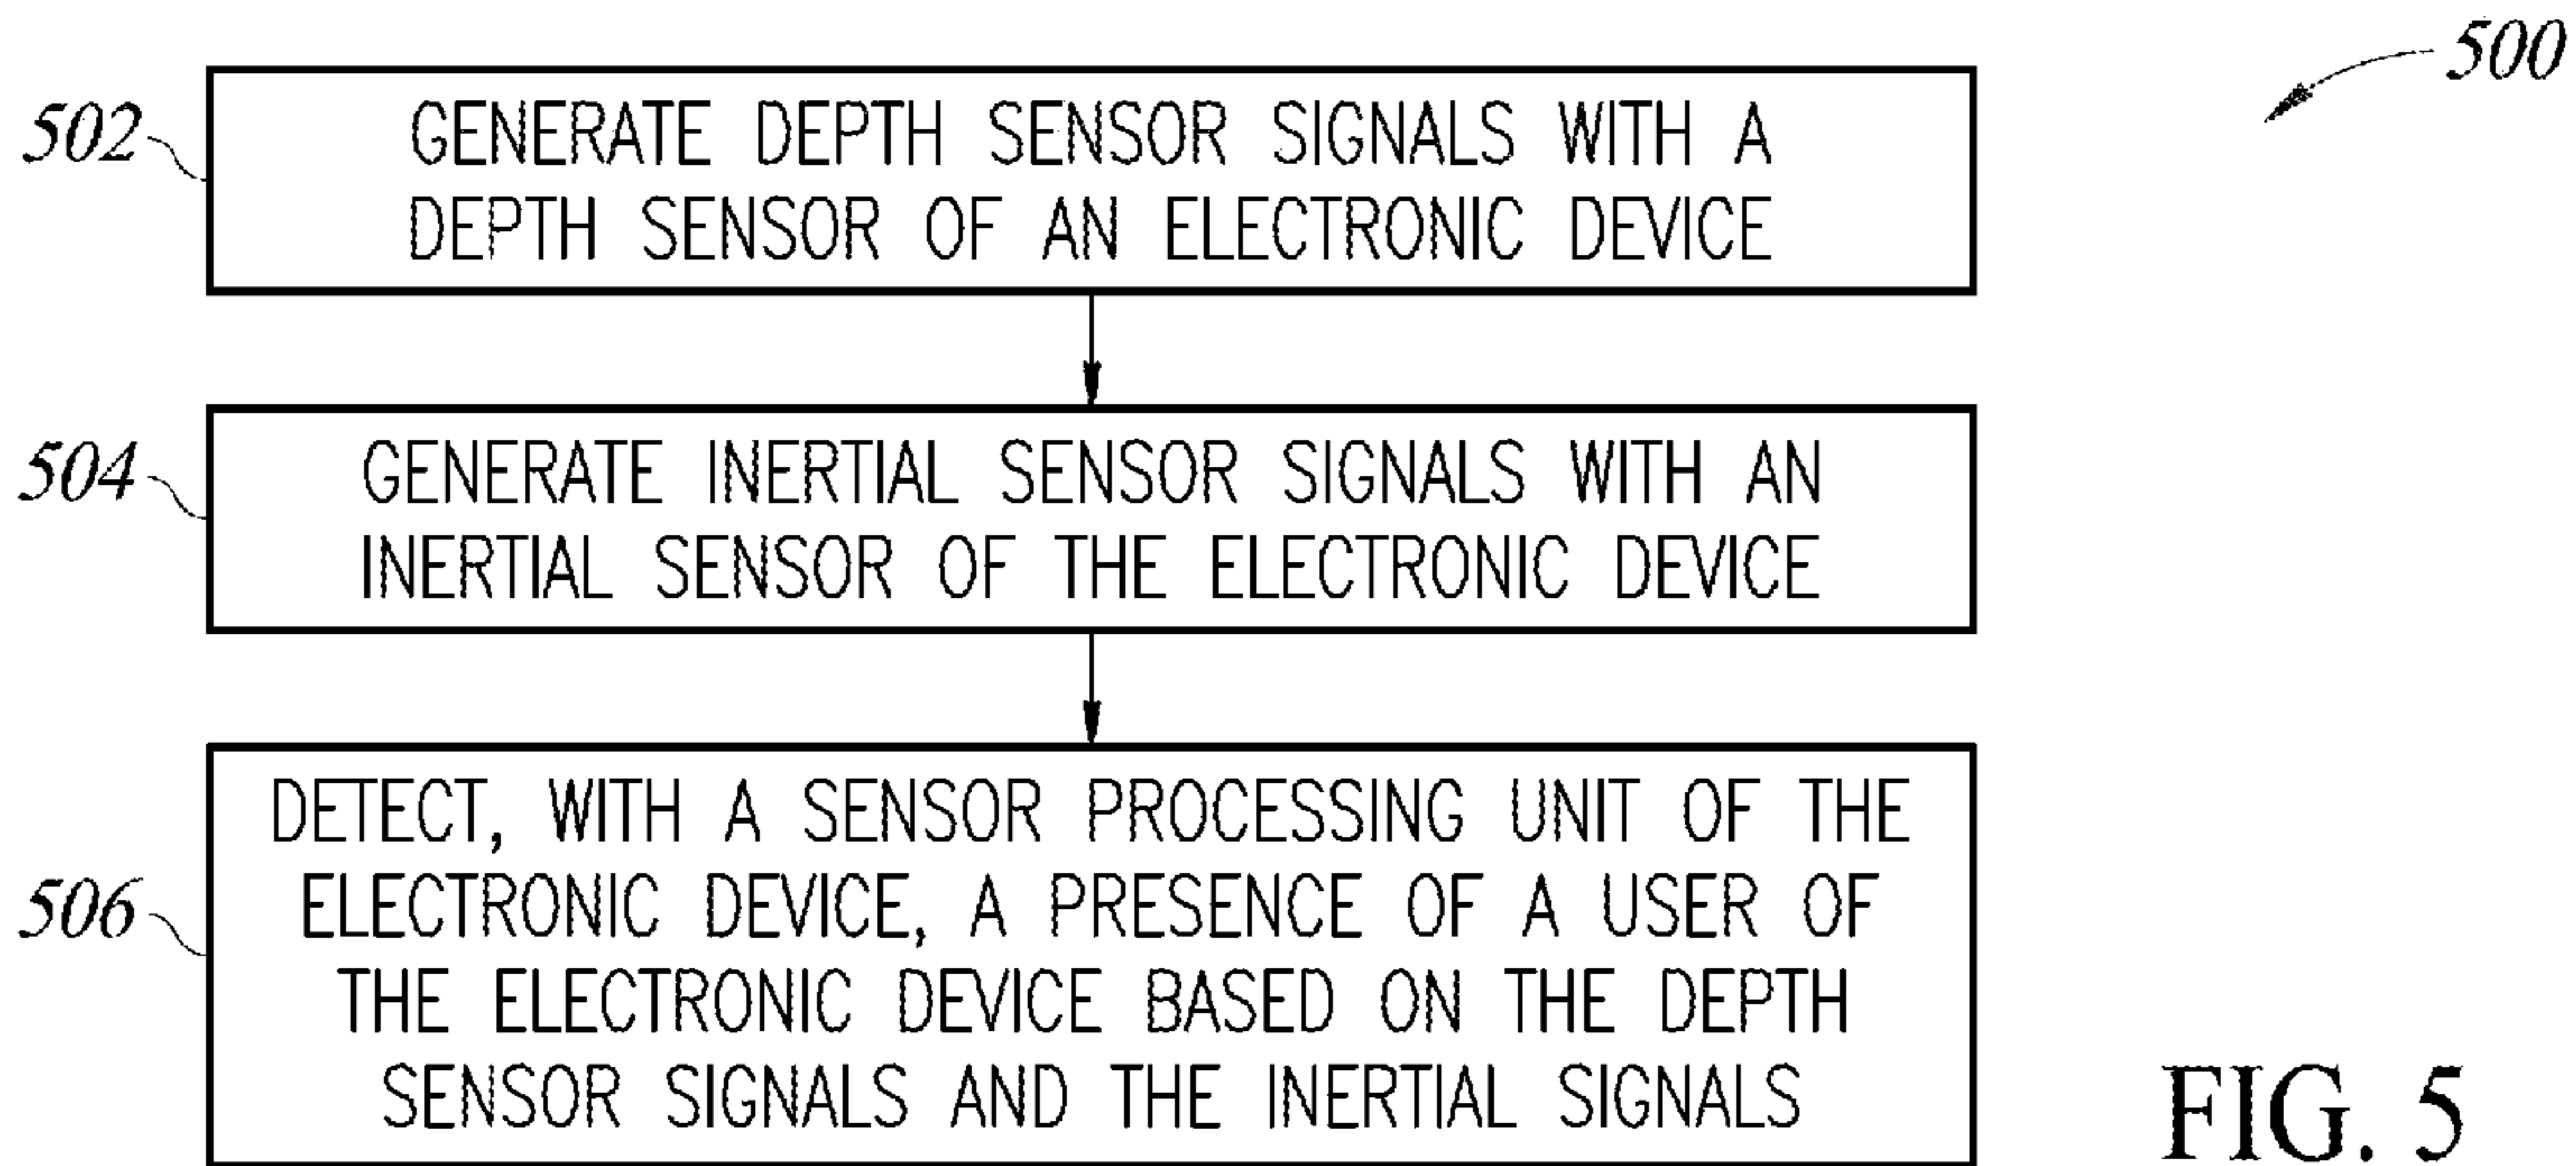 500
502
GENERATE DEPTH SENSOR SIGNALS WITH A
DEPTH SENSOR OF AN ELECTRONIC DEVICE
504
GENERATE INERTIAL SENSOR SIGNALS WITH AN
INERTIAL SENSOR OF THE ELECTRONIC DEVICE
506
DETECT, WITH A SENSOR PROCESSING UNIT OF THE
ELECTRONIC DEVICE, A PRESENCE OF A USER OF
THE ELECTRONIC DEVICE BASED ON THE DEPTH
SENSOR SIGNALS AND THE INERTIAL SIGNALS
FIG. 5